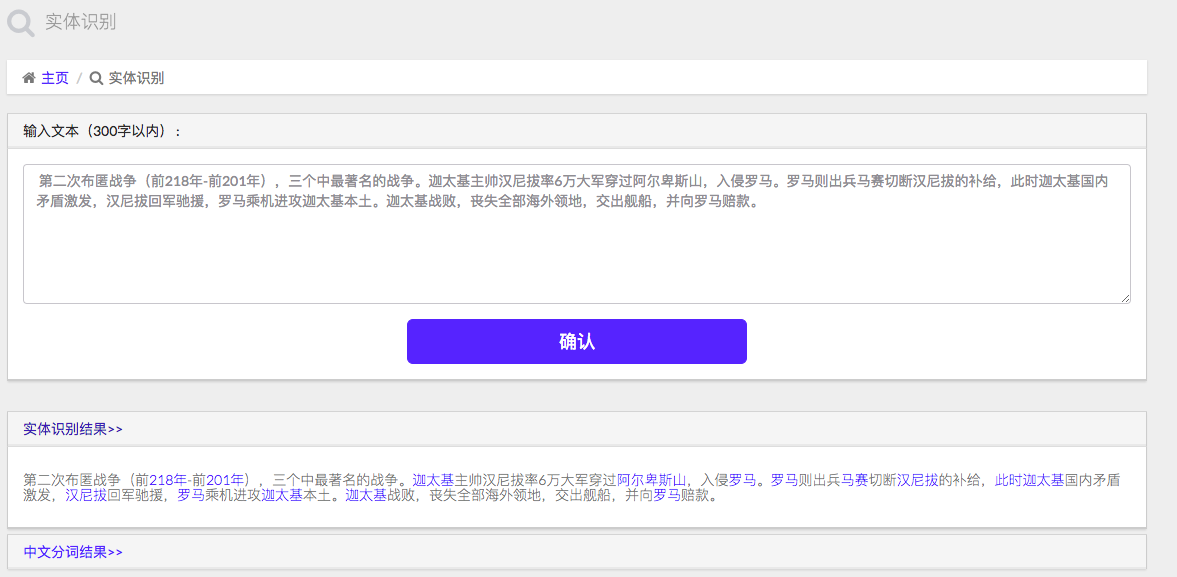 实体识别
主页 / 实体识别
输入文本（300字以内）：
第二次布匿战争（前218年-前201年），三个中最著名的战争。迦太基主帅汉尼拔率6万大军穿过阿尔卑斯山，入侵罗马。罗马则出兵马赛切断汉尼拔的补给，此时迦太基国内
矛盾激发，汉尼拔回军驰援，罗马乘机进攻迦太基本土。迦太基战败，丧失全部海外领地，交出舰船，并向罗马赔款。
确认
实体识别结果>>
第二次布匿战争（前218年-前201年），三个中最著名的战争。迦太基主帅汉尼拔率6万大军穿过阿尔卑斯山，入侵罗马。罗马则出兵马赛切断汉尼拔的补给，此时迦太基国内矛盾
激发，汉尼拔回军驰援，罗马乘机进攻迦太基本土。迦太基战败，丧失全部海外领地，交出舰船，并向罗马赔款。
中文分词结果>>